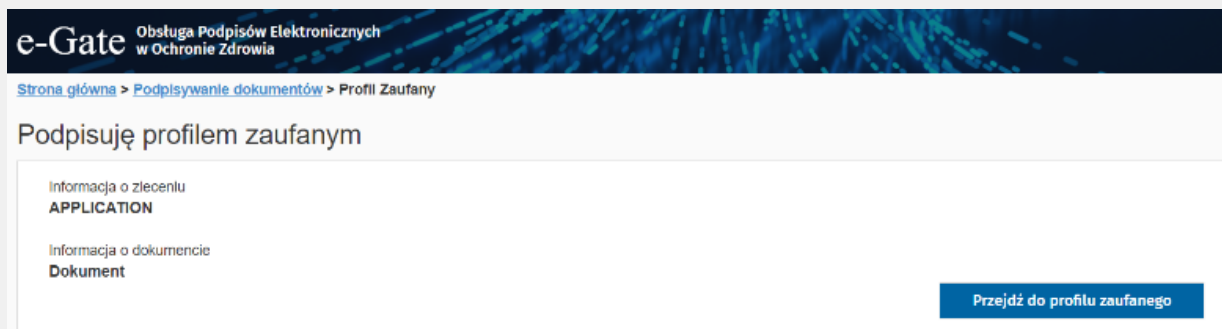 e-Gate Obsługa Podpisów Elektronicznych
w Ochronie Zdrowia
Strona główna > Podpisywanie dokumentów > Profil Zaufany
Podpisuję profilem zaufanym
Informacja o zleceniu
APPLICATION
Informacja o dokumencie
Dokument
Przejdź do profilu zaufanego